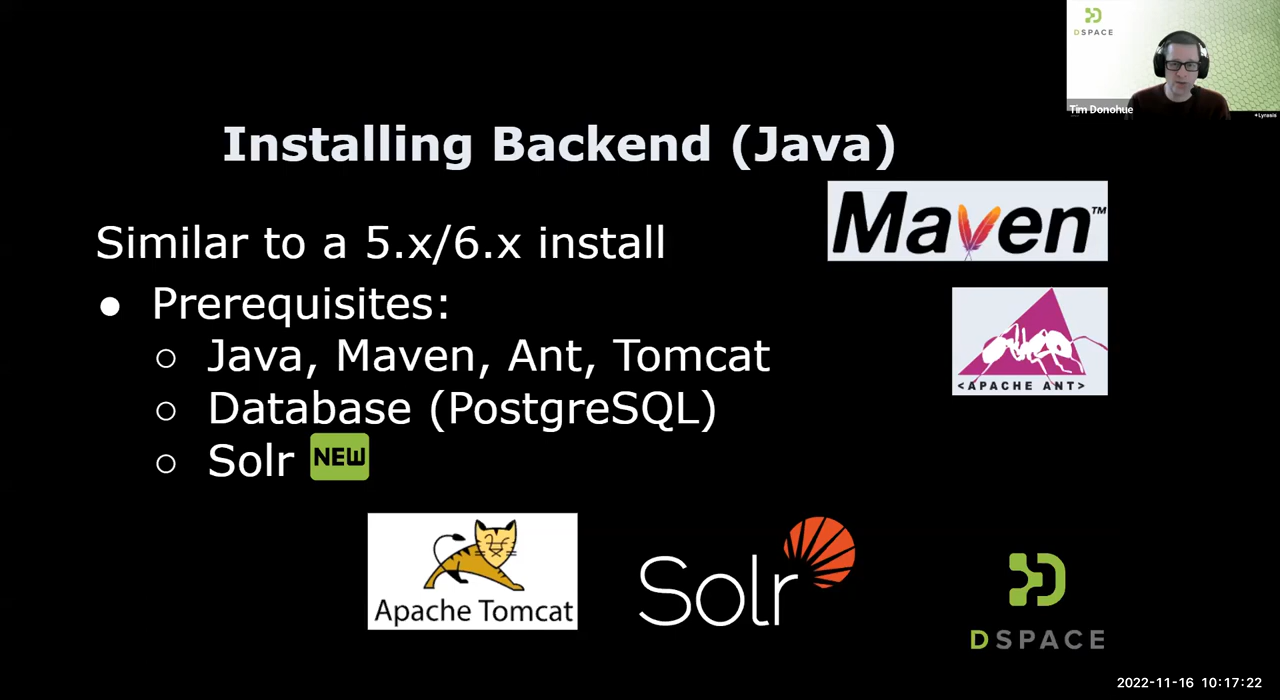 DSPACE
Tim Donohue
Lyrasis
Installing Backend (Java)
Maven™
Similar to a 5.x/6.x install
● Prerequisites:
○ Java, Maven, Ant, Tomcat
<APACHE ANT>
○ Database (PostgreSQL)
○ Solr NEW
Apache Tomcat
Solr
DSPACE
2022-11-16 10:17:22